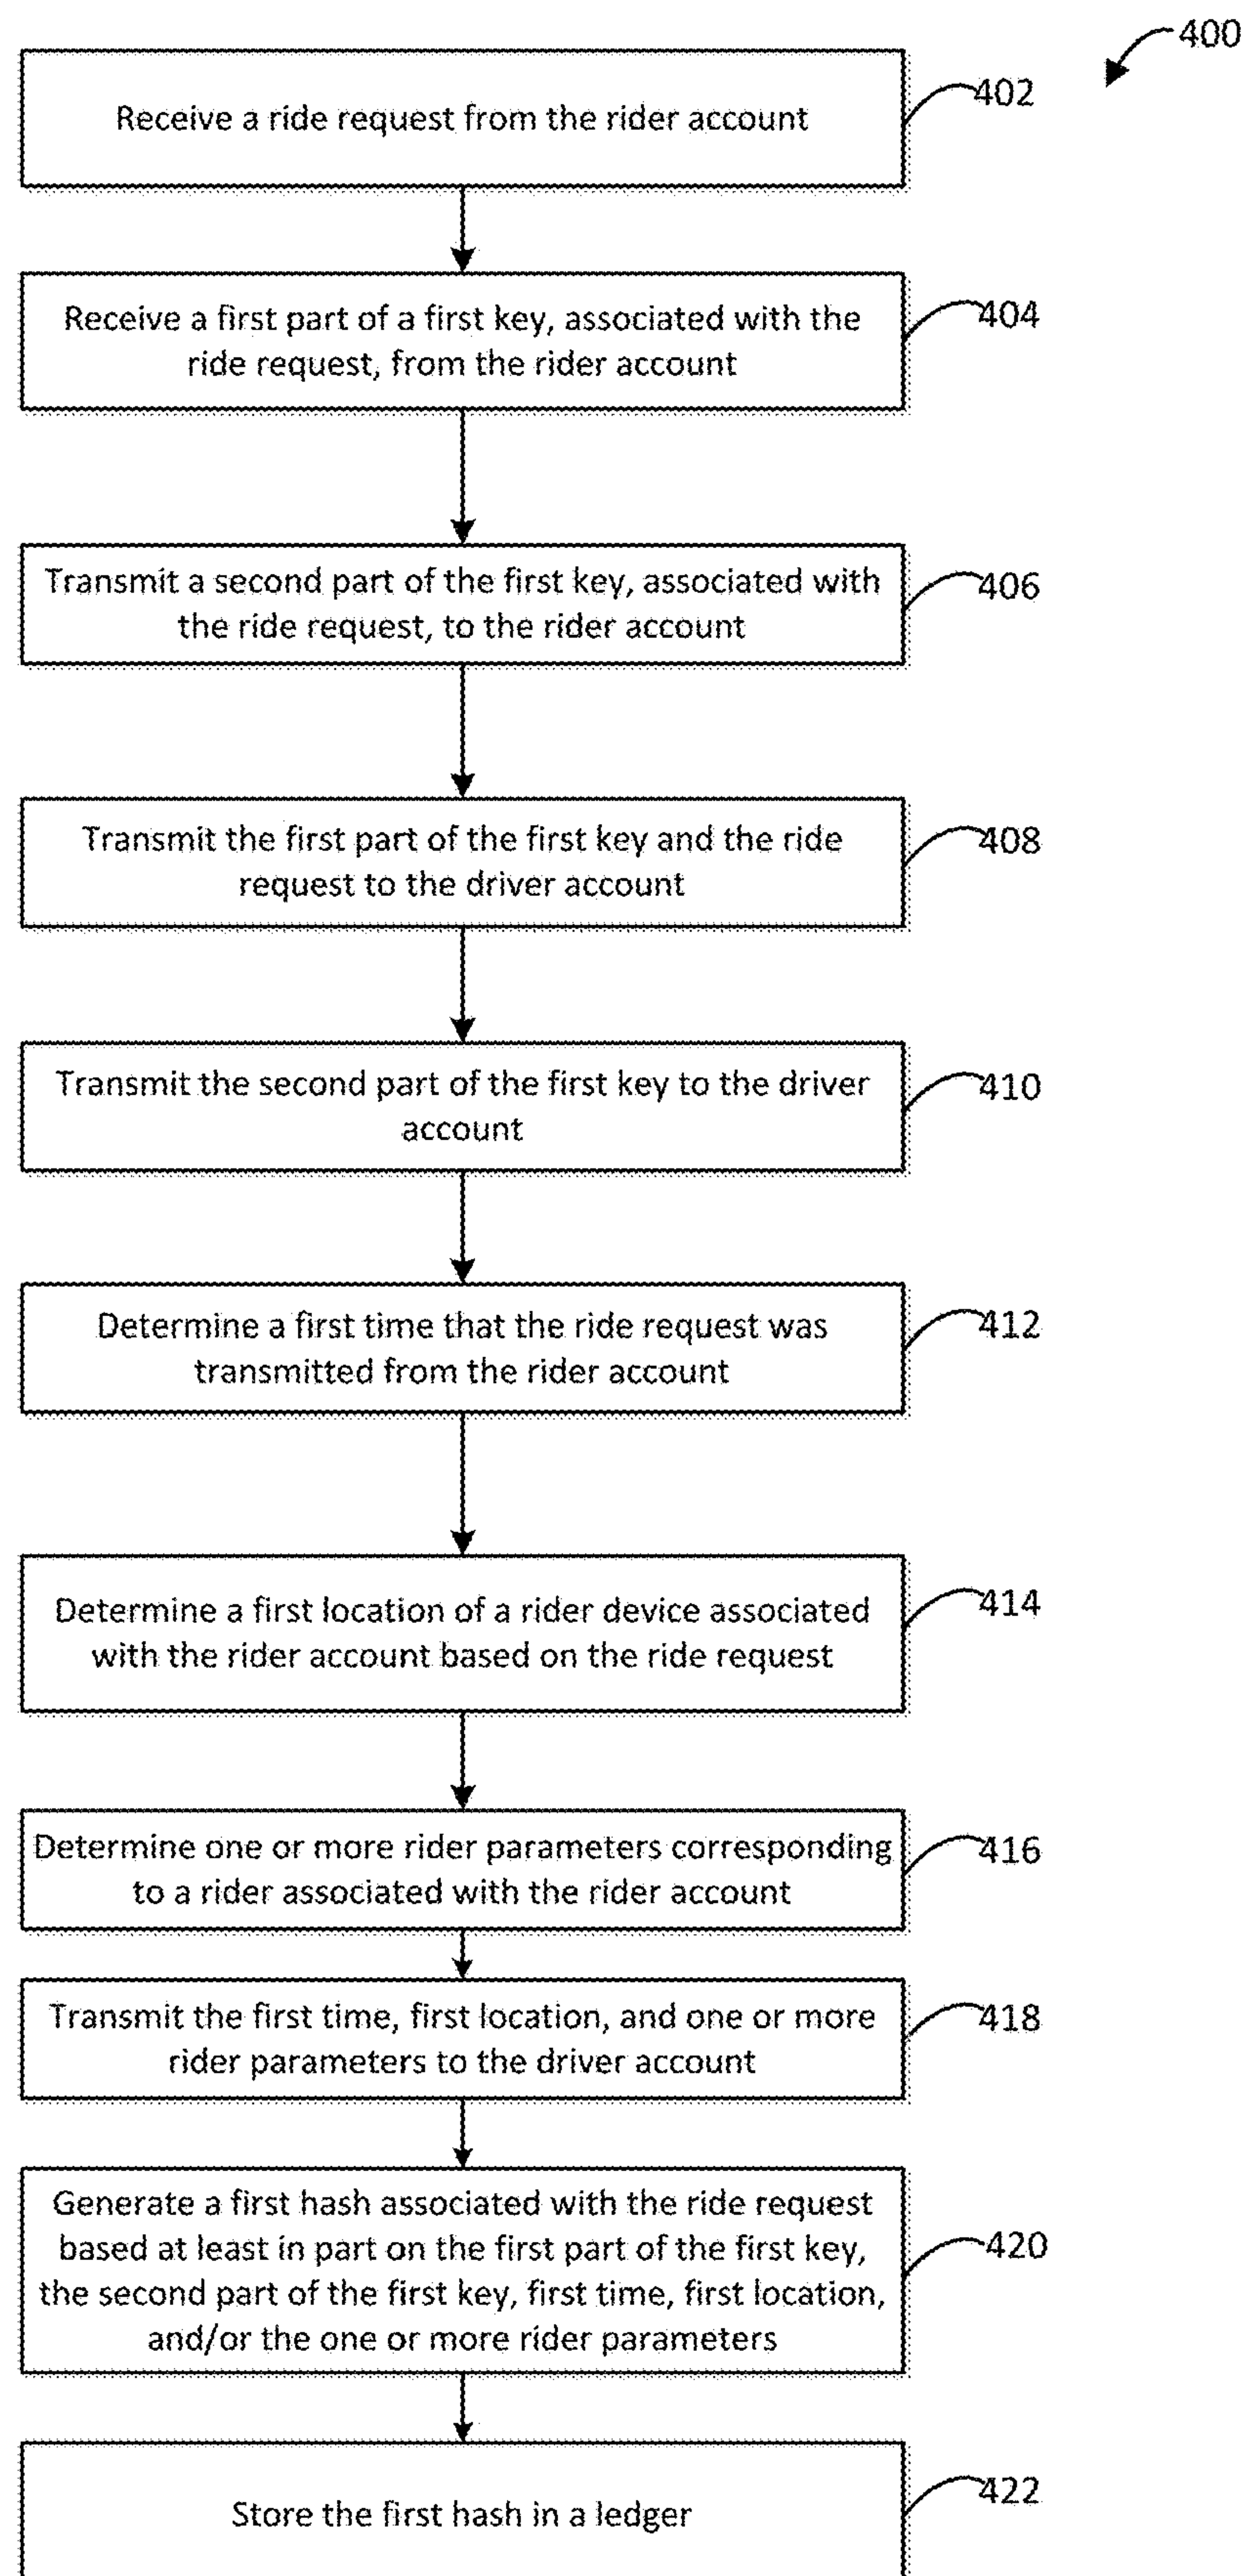 400
Receive a ride request from the rider account
402
Receive a first part of a first key, associated with the
ride request, from the rider account
404
Transmit a second part of the first key, associated with
the ride request, to the rider account
406
Transmit the first part of the first key and the ride
request to the driver account
408
Transmit the second part of the first key to the driver
account
410
Determine a first time that the ride request was
transmitted from the rider account
412
Determine a first location of a rider device associated
with the rider account based on the ride request
414
Determine one or more rider parameters corresponding
to a rider associated with the rider account
416
Transmit the first time, first location, and one or more
rider parameters to the driver account
418
Generate a first hash associated with the ride request
based at least in part on the first part of the first key,
the second part of the first key, first time, first location,
and/or the one or more rider parameters
420
Store the first hash in a ledger
422